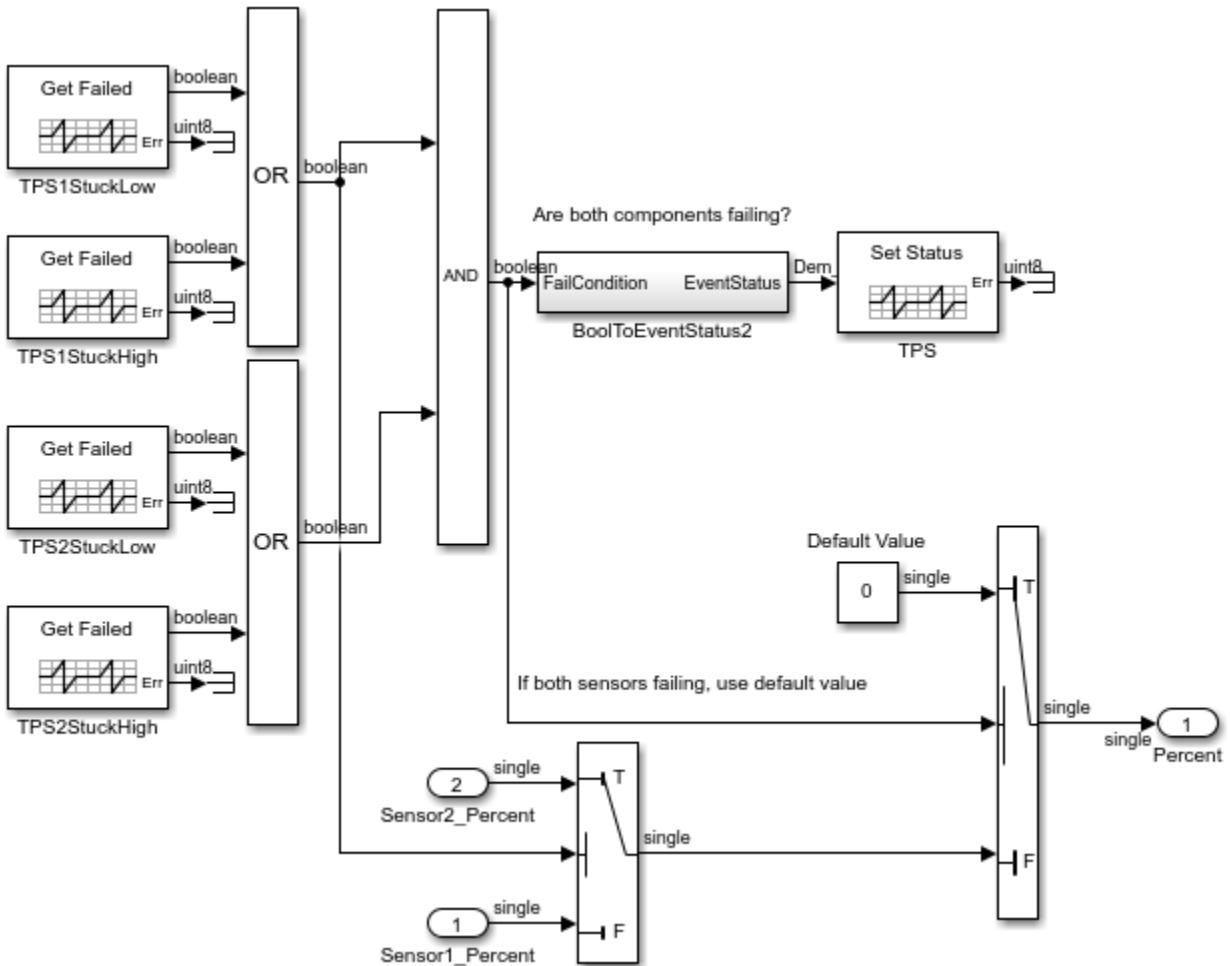 Get Failed
boolean
Err
uint8
TPS1StuckLow
Get Failed
boolean
Err
uint8
TPS1StuckHigh
OR
boolean
Get Failed
boolean
Err
uint8
TPS2StuckLow
Get Failed
boolean
Err
uint8
TPS2StuckHigh
OR
boolean
AND
boolean
Are both components failing?
FailCondition EventStatus
BoolToEventStatus2
Dem_
Set Status
Err
uint8
TPS
Default Value
0
single
If both sensors failing, use default value
2
single
Sensor2_Percent
1
single
Sensor1_Percent
T
F
single
T
F
single
single
1
Percent